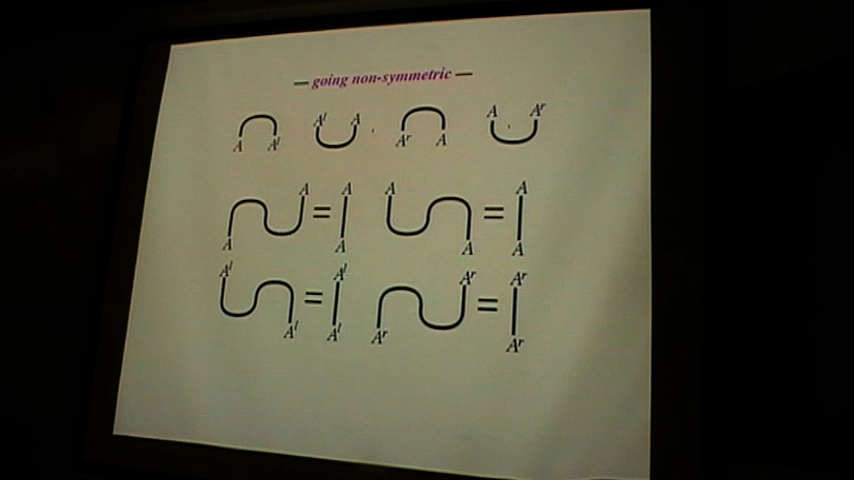 — going non-symmetric —
A A^l A^l A , A^r A A , A^r
A A = A A A A = A A
A^l A^l = A^l A^l A^r A^r = A^r A^r